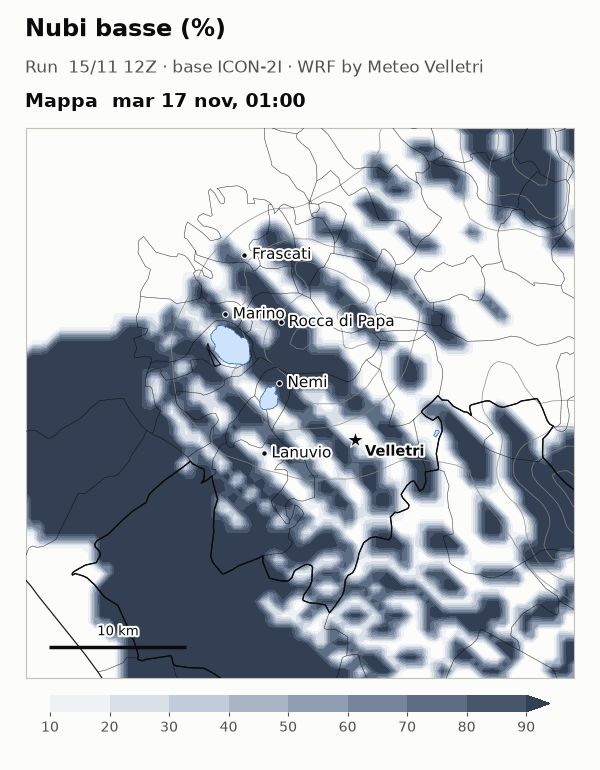 Nubi basse (%)
Run  15/11 12Z · base ICON-2I · WRF by Meteo Velletri
Mappa  mar 17 nov, 01:00
Frascati
Marino
Rocca di Papa
Nemi
Velletri
Lanuvio
10 km
10 20 30 40 50 60 70 80 90